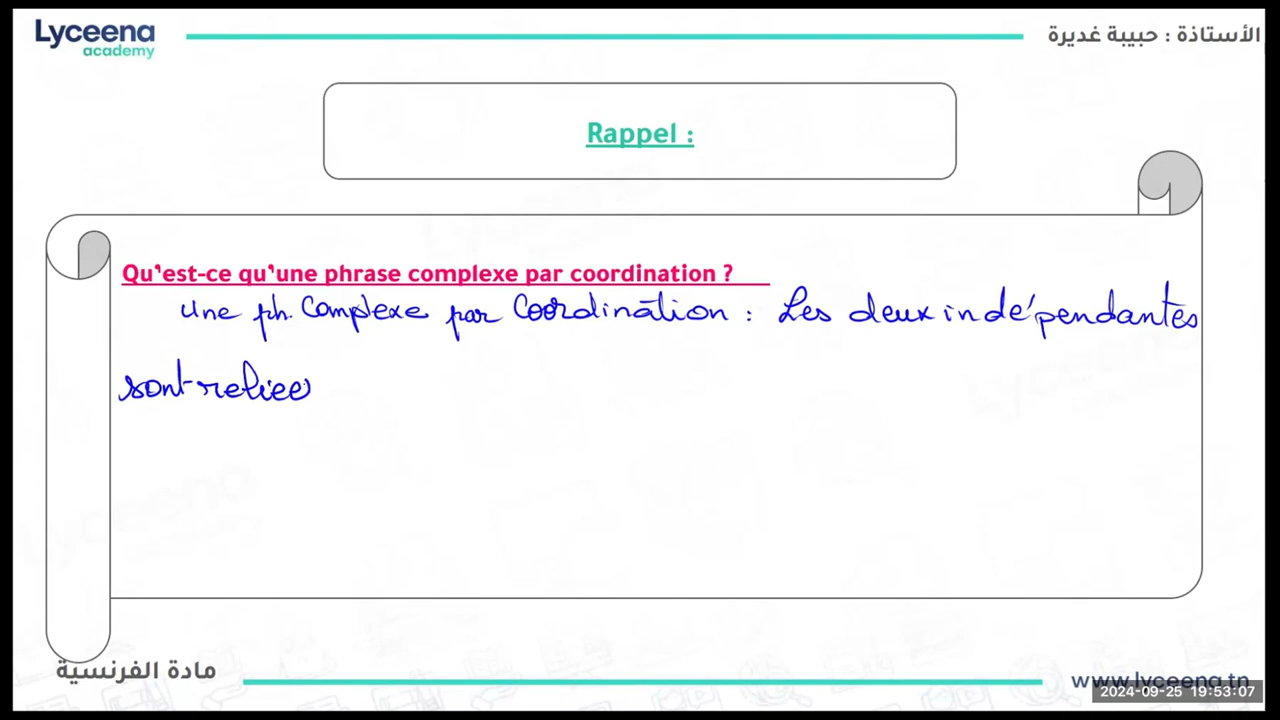 Lyceena
academy
الأستاذة : حبيبة غديرة
Rappel :
Qu'est-ce qu'une phrase complexe par coordination ?
Une ph. Complexe par Coordination : Les deux indépendantes
sont reliées
مادة الفرنسية
www.lyceena.tn
2024-09-25 19:53:07